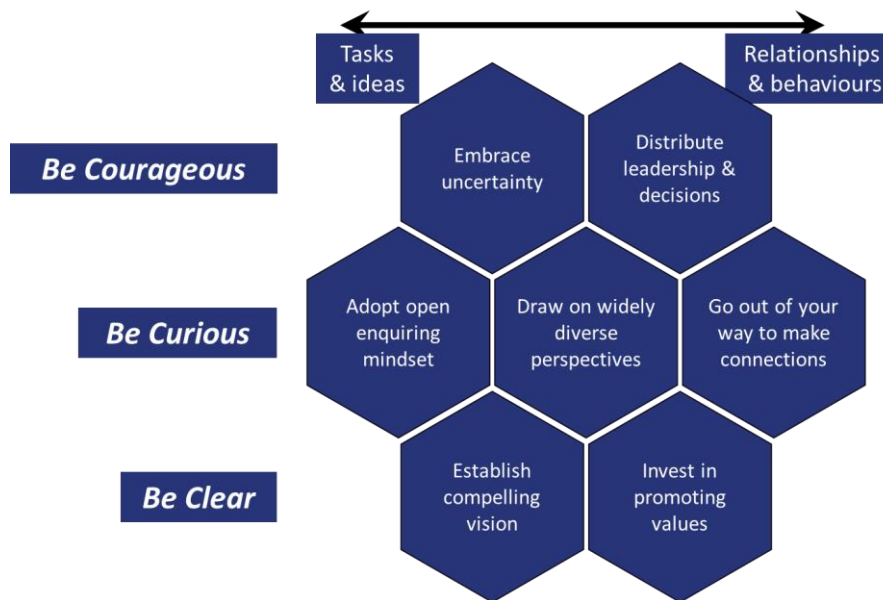 Tasks
& ideas
Relationships
& behaviours
Be Courageous
Embrace
uncertainty
Distribute
leadership &
decisions
Be Curious
Adopt open
enquiring
mindset
Draw on widely
diverse
perspectives
Go out of your
way to make
connections
Be Clear
Establish
compelling
vision
Invest in
promoting
values